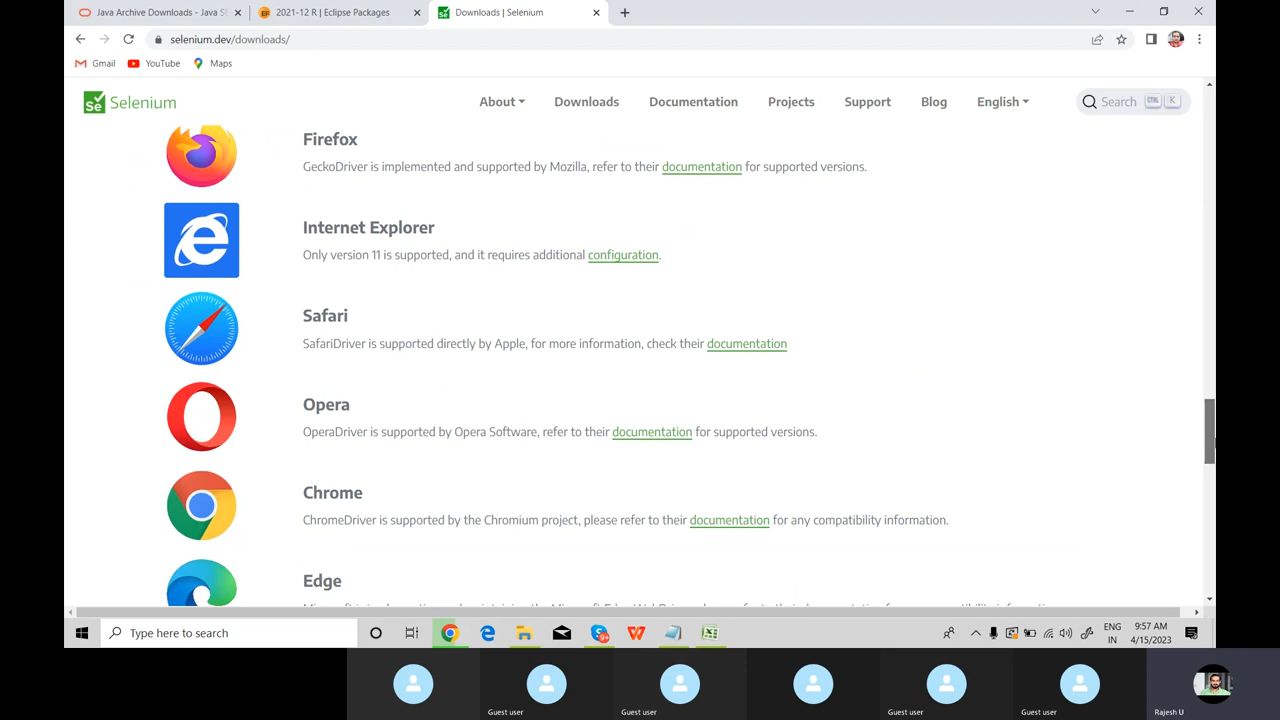 Java Archive Downloads - Java S
2021-12 R | Eclipse Packages
Downloads | Selenium
selenium.dev/downloads/
Gmail
YouTube
Maps
Se
Selenium
About
Downloads
Documentation
Projects
Support
Blog
English
Search
CTRL
K
Firefox
GeckoDriver is implemented and supported by Mozilla, refer to their documentation for supported versions.
Internet Explorer
Only version 11 is supported, and it requires additional configuration.
Safari
SafariDriver is supported directly by Apple, for more information, check their documentation
Opera
OperaDriver is supported by Opera Software, refer to their documentation for supported versions.
Chrome
ChromeDriver is supported by the Chromium project, please refer to their documentation for any compatibility information.
Edge
Type here to search
ENG
IN
9:57 AM
4/15/2023
Guest user
Guest user
Guest user
Guest user
Rajesh U